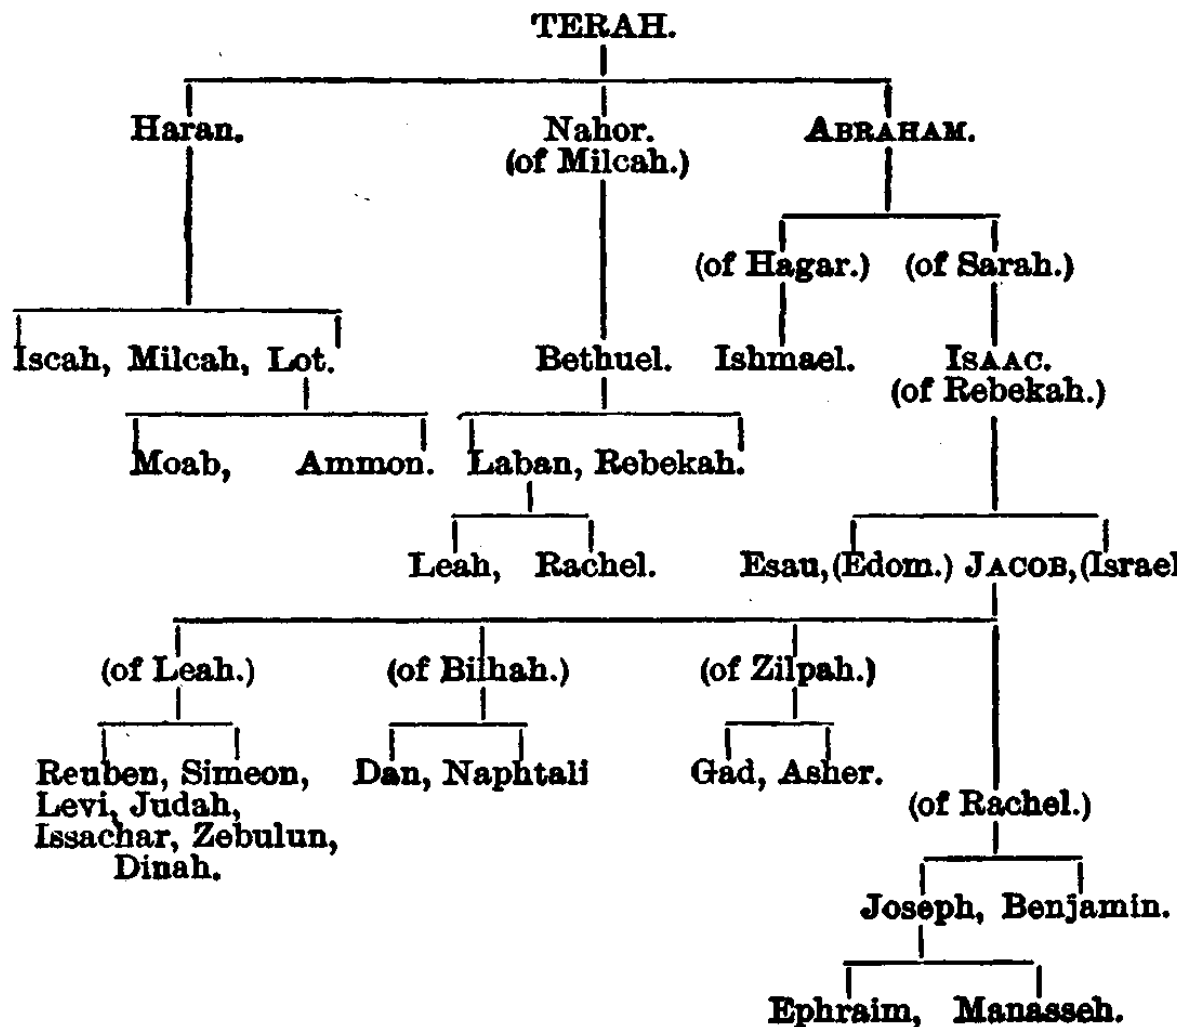 TERAH.
Haran. Nahor. ABRAHAM.
(of Milcah.)
(of Hagar.) (of Sarah.)
Iscah, Milcah, Lot. Bethuel. Ishmael. ISAAC.
(of Rebekah.)
Moab, Ammon. Laban, Rebekah.
Leah, Rachel. Esau, (Edom.) JACOB, (Israel
(of Leah.) (of Bilhah.) (of Zilpah.)
Reuben, Simeon, Dan, Naphtali Gad, Asher.
Levi, Judah, (of Rachel.)
Issachar, Zebulun,
Dinah.
Joseph, Benjamin.
Ephraim, Manasseh.